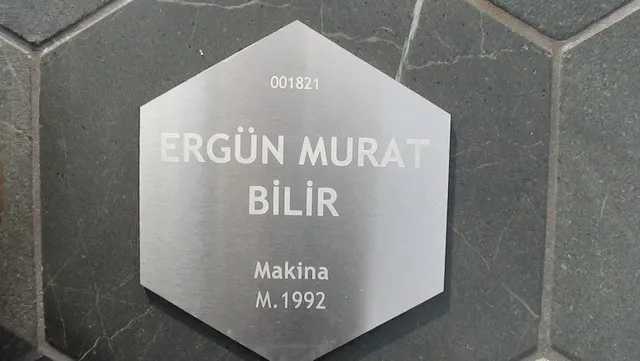 001821
ERGÜN MURAT
BİLİR
Makina
M.1992